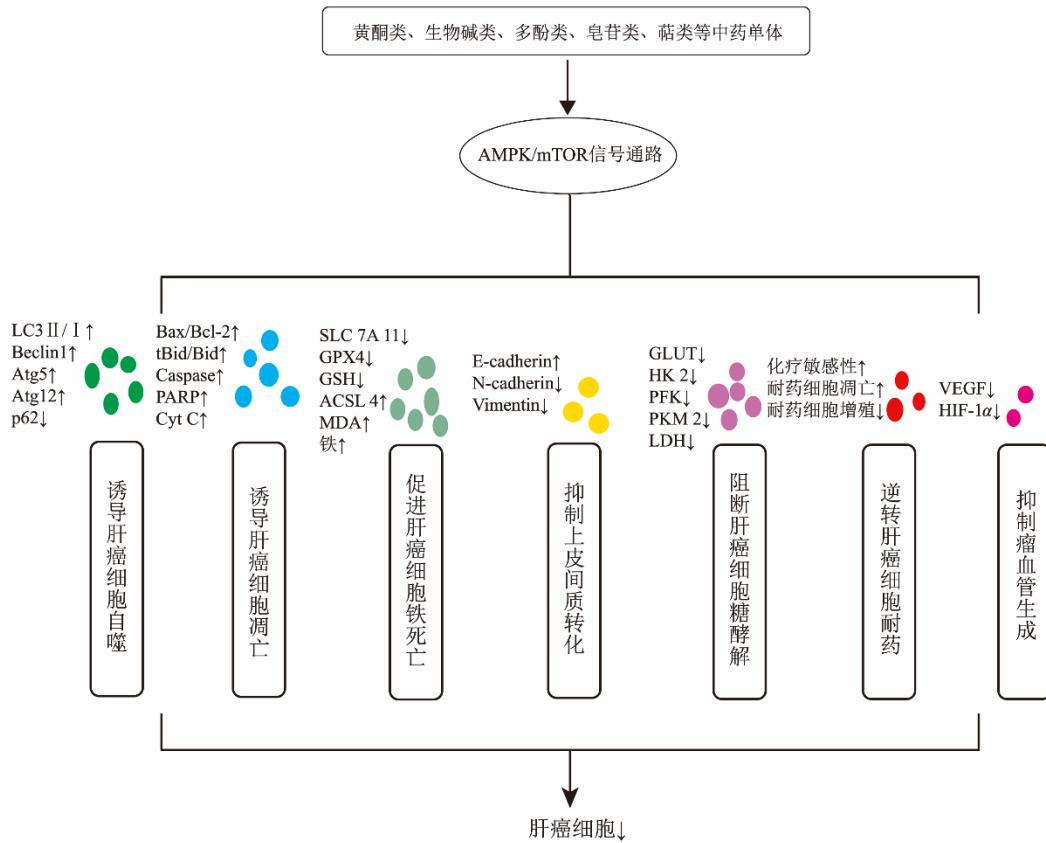 黄酮类、生物碱类、多酚类、皂苷类、萜类等中药单体
AMPK/mTOR信号通路
LC3Ⅱ/Ⅰ↑
Beclin1↑
Atg5↑
Atg12↑
p62↓
诱导肝癌细胞自噬
Bax/Bcl-2↑
tBid/Bid↑
Caspase↑
PARP↑
Cyt C↑
诱导肝癌细胞凋亡
SLC 7A 11↓
GPX4↓
GSH↓
ACSL 4↑
MDA↑
铁↑
促进肝癌细胞铁死亡
E-cadherin↑
N-cadherin↓
Vimentin↓
抑制上皮间质转化
GLUT↓
HK 2↓
PFK↓
PKM 2↓
LDH↓
阻断肝癌细胞糖酵解
化疗敏感性↑
耐药细胞凋亡↑
耐药细胞增殖↓
逆转肝癌细胞耐药
VEGF↓
HIF-1α↓
抑制瘤血管生成
肝癌细胞↓